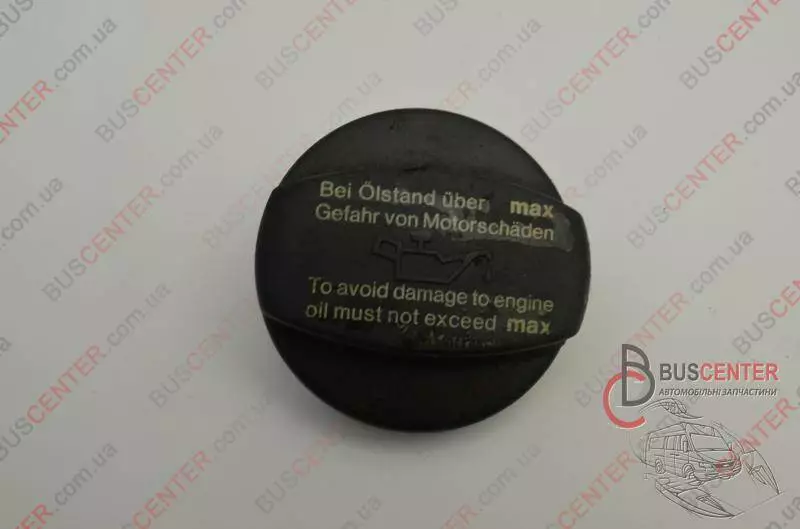 Bei Ölstand über max
Gefahr von Motorschäden
To avoid damage to engine
oil must not exceed max
BUSCENTER
АВТОМОБІЛЬНІ ЗАПЧАСТИНИ
BUSCENTER.com.ua